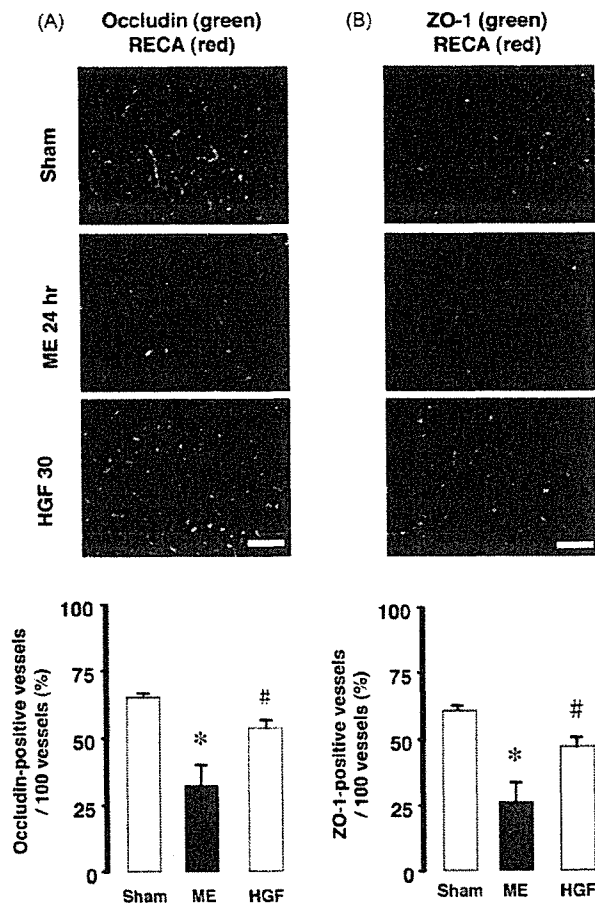 (A) Occludin (green)
RECA (red)
(B) ZO-1 (green)
RECA (red)
Sham
ME 24 hr
HGF 30
Occludin-positive vessels
/ 100 vessels (%)
100
75
50
25
0
*
#
Sham ME HGF
ZO-1-positive vessels
/ 100 vessels (%)
100
75
50
25
0
*
#
Sham ME HGF